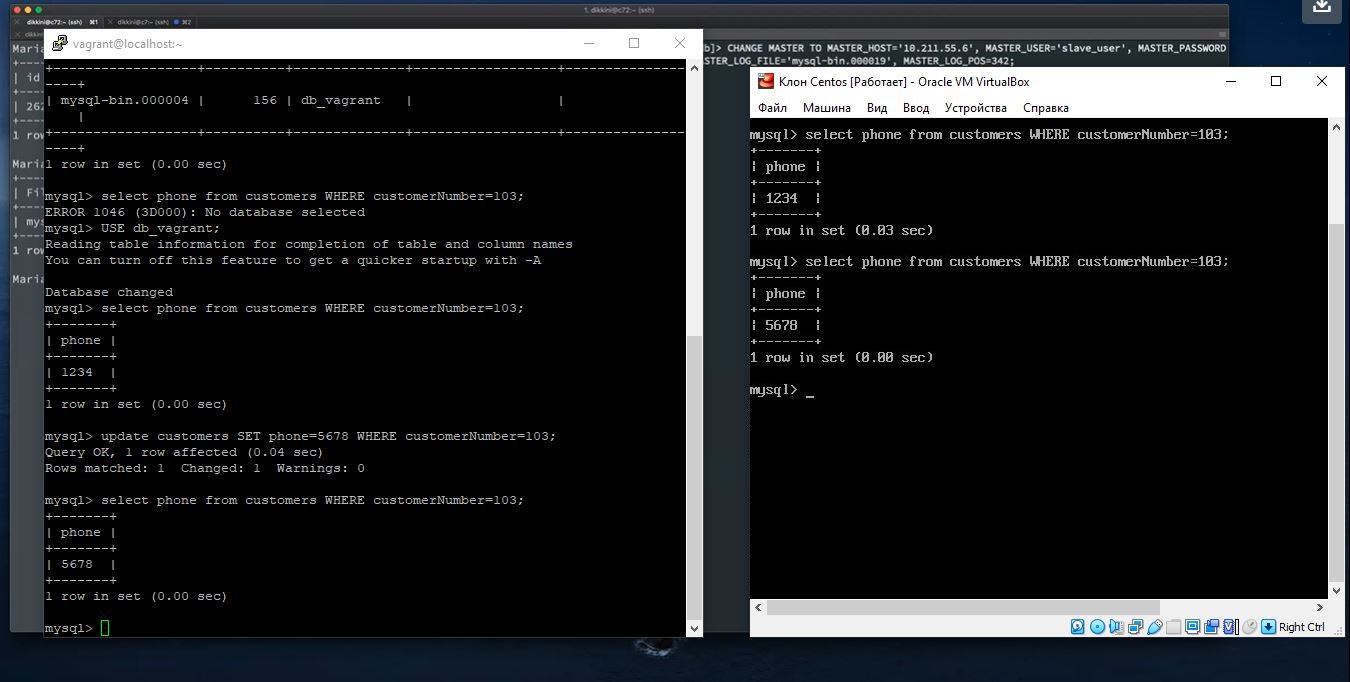 1. dikkini@c72:~ (ssh)
dikkini@c72:~ (ssh) ⌘1
dikkini@c7:~ (ssh) ⌘2
Maria
| id
| 262
1 row
Maria
| Fil
| mys
1 row
Maria
b]> CHANGE MASTER TO MASTER_HOST='10.211.55.6', MASTER_USER='slave_user', MASTER_PASSWORD
STER_LOG_FILE='mysql-bin.000019', MASTER_LOG_POS=342;
vagrant@localhost:~
+-------------------+-----------+---------------+-------------------+---------------
----+
| mysql-bin.000004 |      156 | db_vagrant   |                  |
    |
+-------------------+-----------+---------------+-------------------+---------------
----+
1 row in set (0.00 sec)
mysql> select phone from customers WHERE customerNumber=103;
ERROR 1046 (3D000): No database selected
mysql> USE db_vagrant;
Reading table information for completion of table and column names
You can turn off this feature to get a quicker startup with -A
Database changed
mysql> select phone from customers WHERE customerNumber=103;
+-------+
| phone |
+-------+
| 1234  |
+-------+
1 row in set (0.00 sec)
mysql> update customers SET phone=5678 WHERE customerNumber=103;
Query OK, 1 row affected (0.04 sec)
Rows matched: 1  Changed: 1  Warnings: 0
mysql> select phone from customers WHERE customerNumber=103;
+-------+
| phone |
+-------+
| 5678  |
+-------+
1 row in set (0.00 sec)
mysql>
Клон Centos [Работает] - Oracle VM VirtualBox
Файл Машина Вид Ввод Устройства Справка
mysql> select phone from customers WHERE customerNumber=103;
+-------+
| phone |
+-------+
| 1234  |
+-------+
1 row in set (0.03 sec)
mysql> select phone from customers WHERE customerNumber=103;
+-------+
| phone |
+-------+
| 5678  |
+-------+
1 row in set (0.00 sec)
mysql> _
Right Ctrl